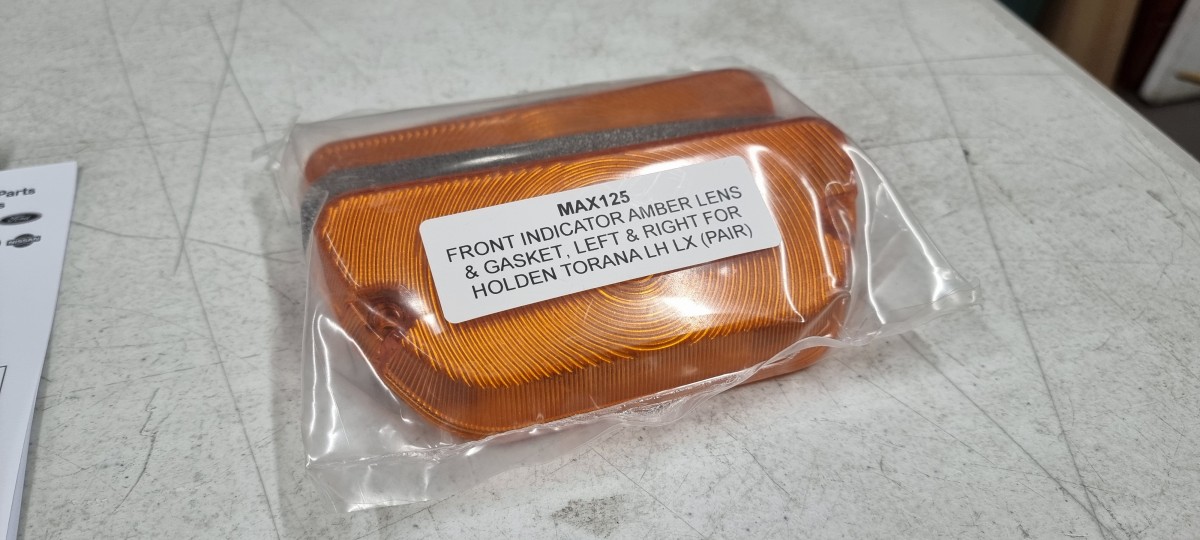 Parts
s
MAX125
FRONT INDICATOR AMBER LENS
& GASKET, LEFT & RIGHT FOR
HOLDEN TORANA LH LX (PAIR)